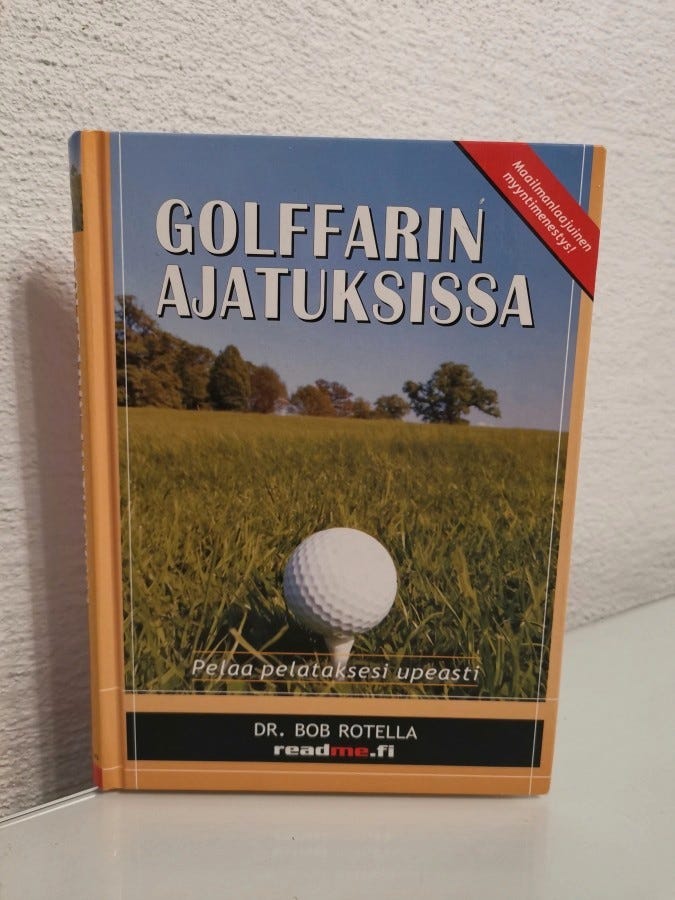 Maailmanlaajuinen
myyntimenestys!
GOLFFARIN
AJATUKSISSA
Pelaa pelataksesi upeasti
DR. BOB ROTELLA
readme.fi